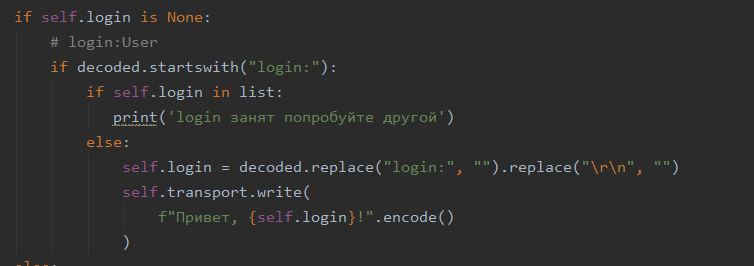 if self.login is None:
# login:User
if decoded.startswith("login:"):
if self.login in list:
print('login занят попробуйте другой')
else:
self.login = decoded.replace("login:", "").replace("\r\n", "")
self.transport.write(
f"Привет, {self.login}!".encode()
)
else: